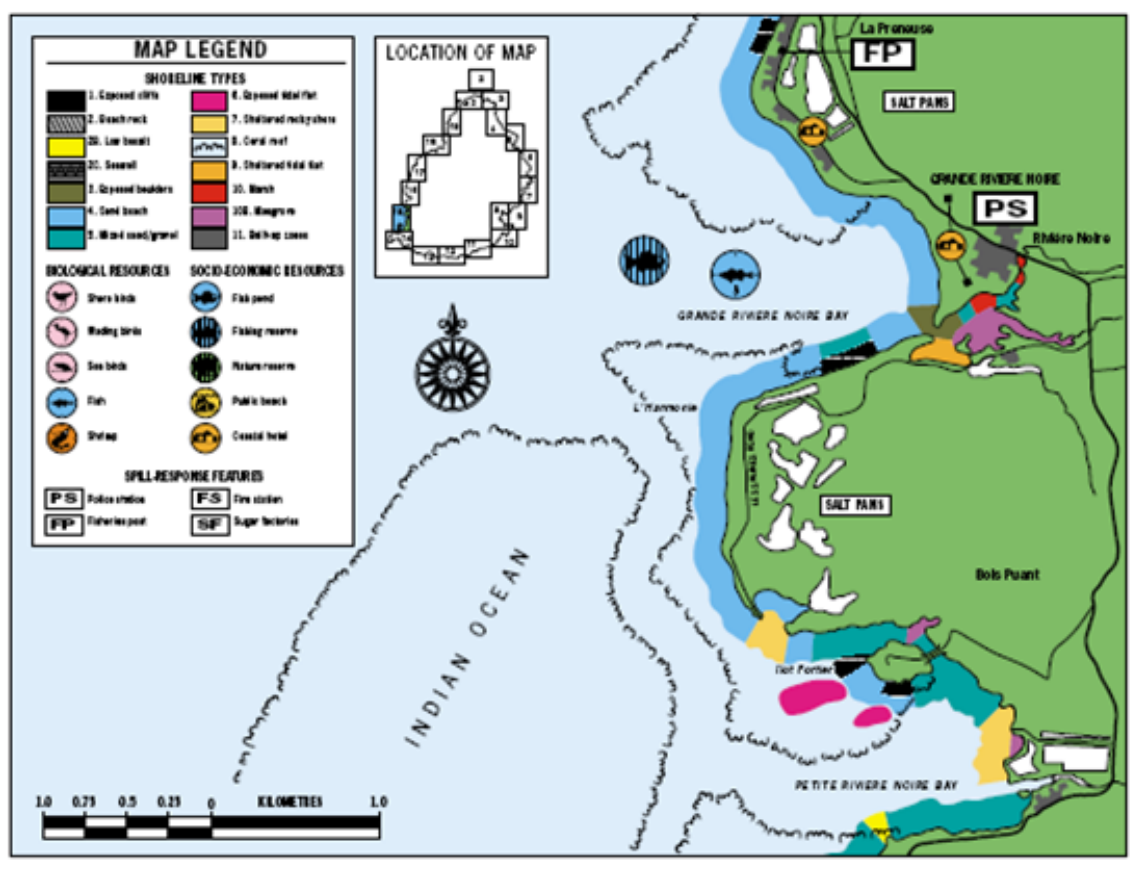 MAP LEGEND
SHORELINE TYPES
1. Exposed cliffs
2. Beach rock
2B. Low basalt
2C. Seawall
3. Exposed boulders
4. Sand beach
5. Mixed sand/gravel
6. Exposed tidal flat
7. Sheltered rocky shore
8. Coral reef
9. Sheltered tidal flat
10. Marsh
10B. Mangrove
11. Built-up areas
BIOLOGICAL RESOURCES
Shore birds
Wading birds
Sea birds
Fish
Shrimp
SOCIO-ECONOMIC RESOURCES
Fish pond
Fishing reserve
Nature reserve
Public beach
Coastal hotel
SPILL-RESPONSE FEATURES
PS Police station
FP Fisheries post
FS Fire station
SF Sugar factories
LOCATION OF MAP
La Preneuse
FP
SALT PANS
GRANDE RIVIERE NOIRE
PS
Rivière Noire
GRANDE RIVIERE NOIRE BAY
L'Harmonie
SALT PANS
Bois Puant
INDIAN OCEAN
Ilot Fortier
PETITE RIVIERE NOIRE BAY
1.0 0.75 0.5 0.25 0 KILOMETRES 1.0